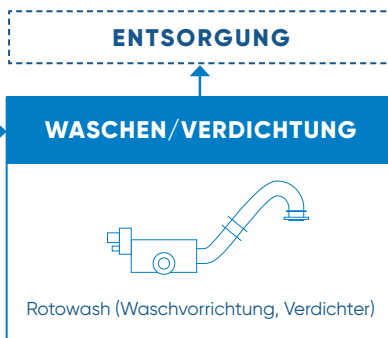 ENTSORGUNG
WASCHEN/VERDICHTUNG
Rotowash (Waschvorrichtung, Verdichter)